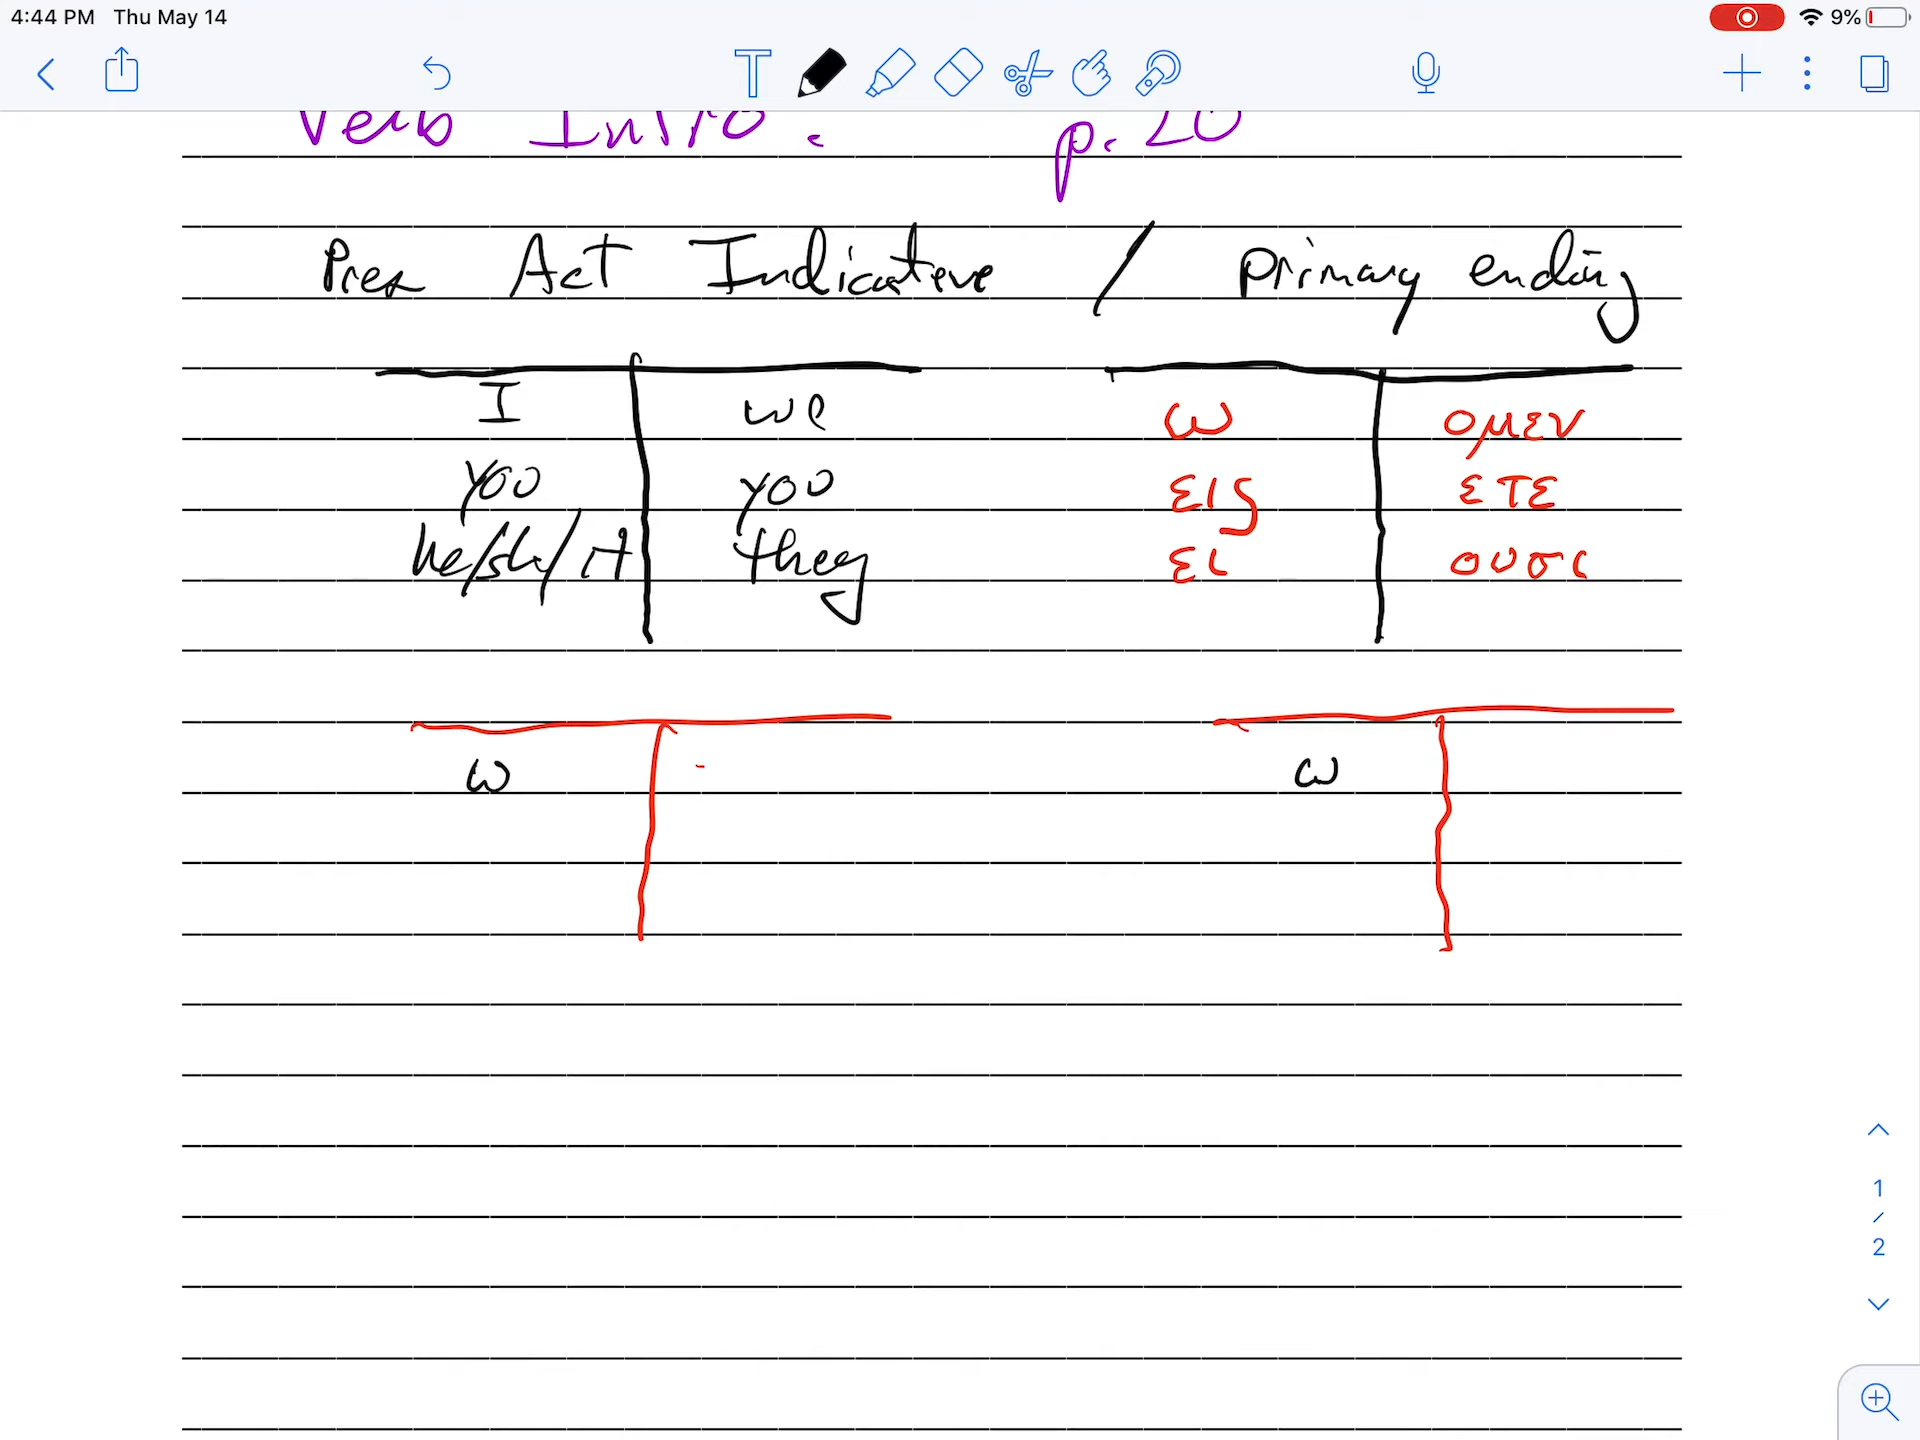 4:44 PM Thu May 14 9%
T
Verb Intro. p. 20
Pres Act Indicative / primary ending
I we ω ομεν
you you εις ετε
he/she/it they ει ουσι
ω ω
1
/
2